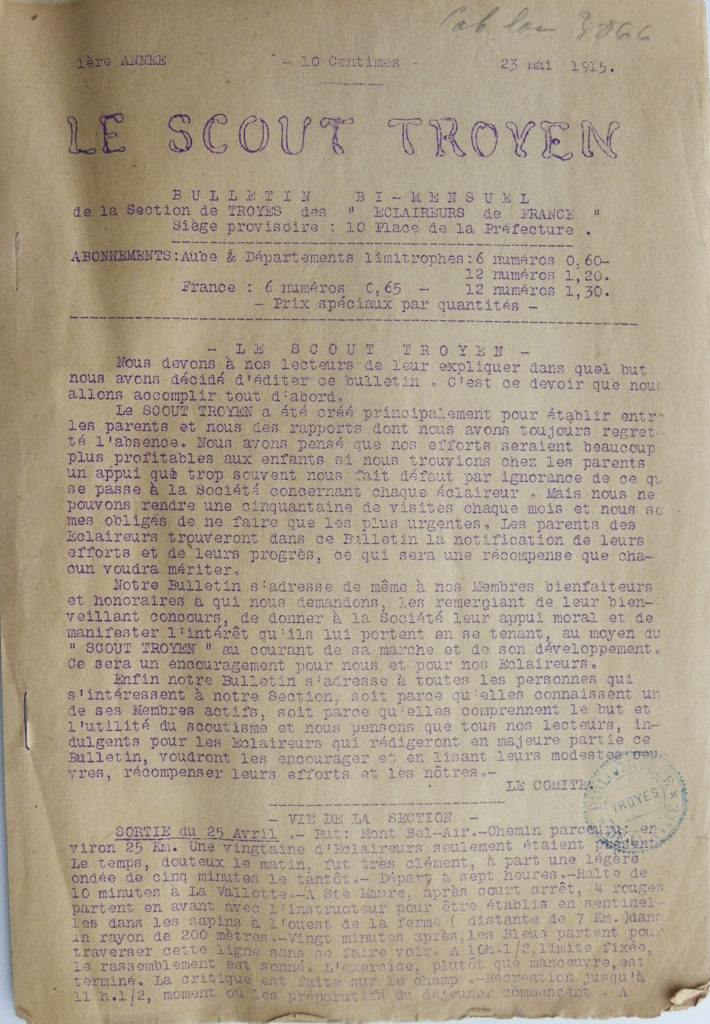 Cab. loc 3066
1ère ANNEE - 10 Centimes - 23 Mai 1915.
LE SCOUT TROYEN
BULLETIN BI-MENSUEL
de la Section de TROYES des " ECLAIREURS de FRANCE "
Siège provisoire : 10 Place de la Préfecture .
ABONNEMENTS:Aube & Départements limitrophes:6 numéros 0,60-
12 numéros 1,20.
France : 6 numéros 0,65 - 12 numéros 1,30.
- Prix spéciaux par quantités -
- LE SCOUT TROYEN -
Nous devons à nos lecteurs de leur expliquer dans quel but
nous avons décidé d'éditer ce bulletin . C'est ce devoir que nous
allons accomplir tout d'abord.
Le SCOUT TROYEN a été créé principalement pour établir entre
les parents et nous des rapports dont nous avons toujours regret-
té l'absence. Nous avons pensé que nos efforts seraient beaucoup
plus profitables aux enfants si nous trouvions chez les parents
un appui que trop souvent nous fait défaut par ignorance de ce qu
se passe à la Société concernant chaque éclaireur . Mais nous ne
pouvons rendre une cinquantaine de visites chaque mois et nous so
mes obligés de ne faire que les plus urgentes. Les parents des
Eclaireurs trouveront dans ce Bulletin la notification de leurs
efforts et de leurs progrès, ce qui sera une récompense que cha-
cun voudra mériter.
Notre Bulletin s'adresse de même à nos Membres bienfaiteurs
et honoraires à qui nous demandons, les remerciant de leur bien-
veillant concours, de donner à la Société leur appui moral et de
manifester l'intérêt qu'ils lui portent en se tenant, au moyen du
" SCOUT TROYEN " au courant de sa marche et de son développement.
Ce sera un encouragement pour nous et pour nos Eclaireurs.
Enfin notre Bulletin s'adresse à toutes les personnes qui
s'intéressent à notre Section, soit parce qu'elles connaissent un
de ses Membres actifs, soit parce qu'elles comprennent le but et
l'utilité du scoutisme et nous pensons que tous nos lecteurs, in-
dulgents pour les Eclaireurs qui rédigeront en majeure partie ce
Bulletin, voudront les encourager et en lisant leurs modestes oeu
vres, récompenser leurs efforts et les nôtres.-
LE COMITE.
TROYES
- VIE DE LA SECTION -
SORTIE du 25 Avril .- But: Mont Bel-Air.-Chemin parcouru: en
viron 25 Km. Une vingtaine d'Eclaireurs seulement étaient présent
Le temps, douteux le matin, fut très clément, à part une légère
ondée de cinq minutes le tantôt.- Départ à sept heures.-Halte de
10 minutes à La Vallotte.-A Ste Maure, après court arrêt, 4 rouges
partent en avant avec l'instructeur pour être établis en sentinel-
les dans les sapins à l'ouest de la ferme ( distante de 7 Km.)dans
un rayon de 200 mètres.-Vingt minutes après,les Bleus partent pour
traverser cette ligne sans se faire voir. A 10h.1/2,limite fixée,
le rassemblement est sonné. L'exercice, plutôt que manoeuvre,est
terminé. La critique est faite sur le champ .-Récréation jusqu'à
11 h.1/2, moment où les préparatifs du déjeuner commencent . A